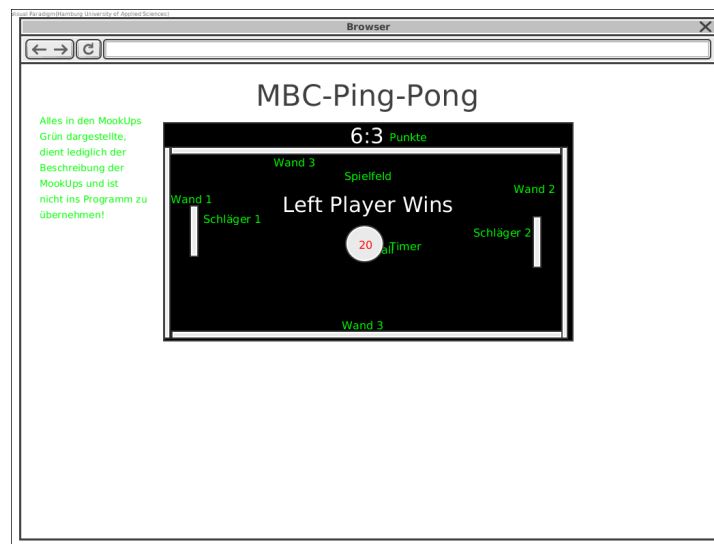 Visual Paradigm(Hamburg University of Applied Sciences)
Browser
MBC-Ping-Pong
Alles in den MookUps
Grün dargestellte,
dient lediglich der
Beschreibung der
MookUps und ist
nicht ins Programm zu
übernehmen!
6:3 Punkte
Wand 3
Spielfeld
Wand 2
Wand 1
Left Player Wins
Schläger 1
Schläger 2
20
Timer
Wand 3